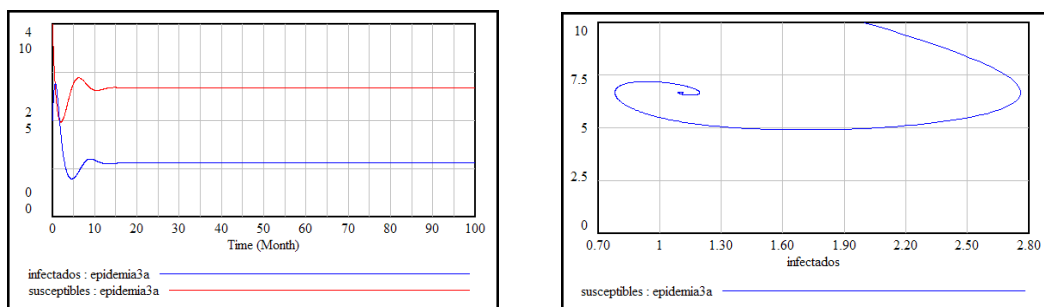 4
10
2
5
0
0
0 10 20 30 40 50 60 70 80 90 100
Time (Month)
infectados : epidemia3a
susceptibles : epidemia3a
10
7.5
5
2.5
0
0.70 1 1.30 1.60 1.90 2.20 2.50 2.80
infectados
susceptibles : epidemia3a